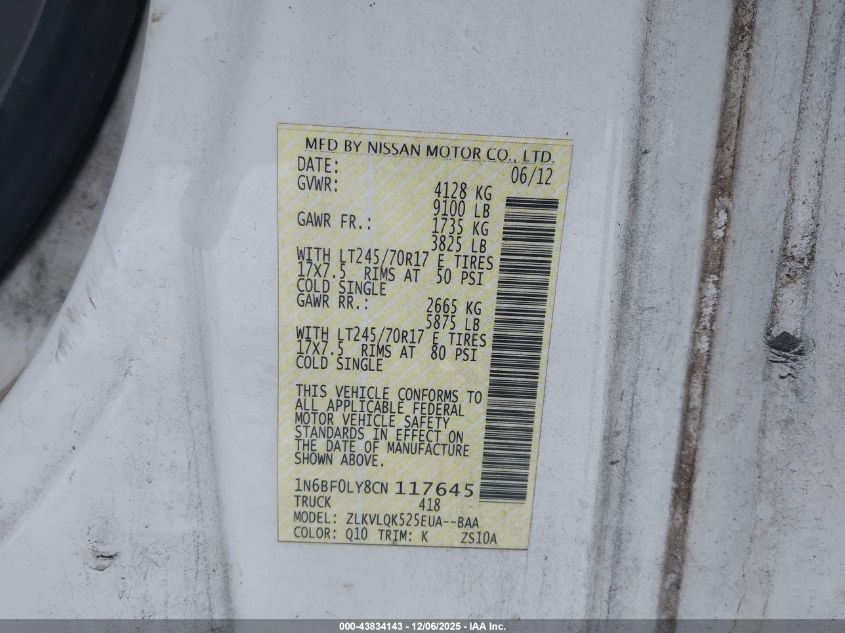 MFD BY NISSAN MOTOR CO., LTD.
DATE: 06/12
GVWR: 4128 KG
9100 LB
GAWR FR.: 1735 KG
3825 LB
WITH LT245/70R17 E TIRES
17X7.5 RIMS AT 50 PSI
COLD SINGLE
GAWR RR.: 2665 KG
5875 LB
WITH LT245/70R17 E TIRES
17X7.5 RIMS AT 80 PSI
COLD SINGLE
THIS VEHICLE CONFORMS TO
ALL APPLICABLE FEDERAL
MOTOR VEHICLE SAFETY
STANDARDS IN EFFECT ON
THE DATE OF MANUFACTURE
SHOWN ABOVE.
1N6BF0LY8CN 117645
TRUCK 418
MODEL: ZLKVLQK525EUA--BAA
COLOR: Q10 TRIM: K ZS10A
000-43834143 - 12/06/2025 - IAA Inc.